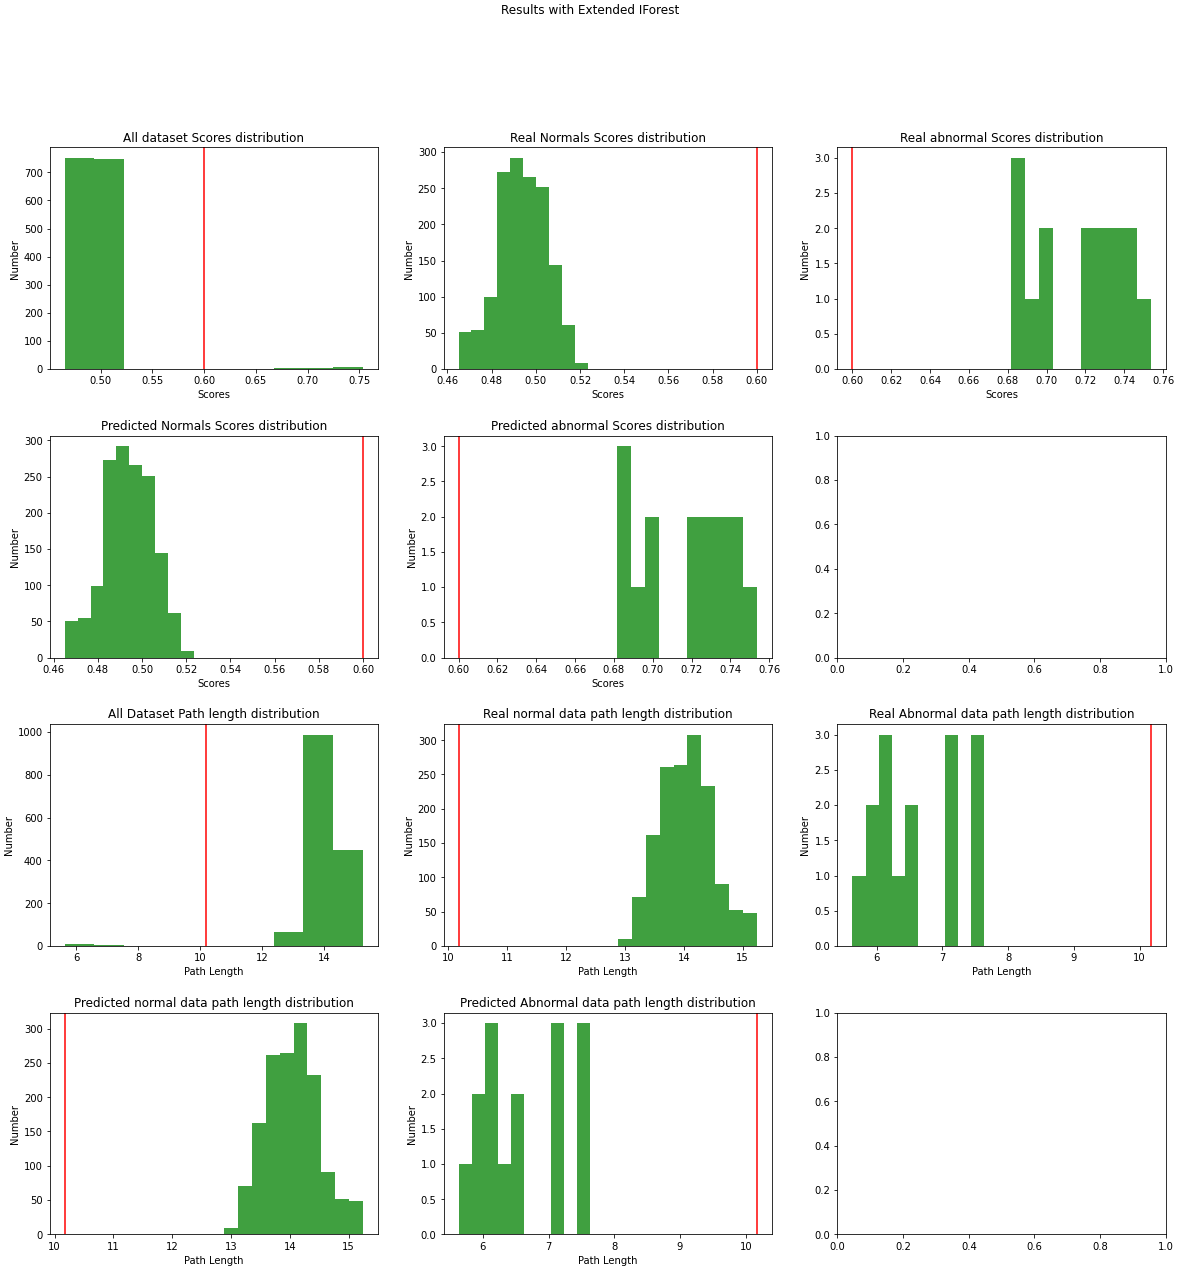 Results with Extended IForest
All dataset Scores distribution
Number
700
600
500
400
300
200
100
0
0.50 0.55 0.60 0.65 0.70 0.75
Scores
Real Normals Scores distribution
Number
300
250
200
150
100
50
0
0.46 0.48 0.50 0.52 0.54 0.56 0.58 0.60
Scores
Real abnormal Scores distribution
Number
3.0
2.5
2.0
1.5
1.0
0.5
0.0
0.60 0.62 0.64 0.66 0.68 0.70 0.72 0.74 0.76
Scores
Predicted Normals Scores distribution
Number
300
250
200
150
100
50
0
0.46 0.48 0.50 0.52 0.54 0.56 0.58 0.60
Scores
Predicted abnormal Scores distribution
Number
3.0
2.5
2.0
1.5
1.0
0.5
0.0
0.60 0.62 0.64 0.66 0.68 0.70 0.72 0.74 0.76
Scores
1.0
0.8
0.6
0.4
0.2
0.0
0.0 0.2 0.4 0.6 0.8 1.0
All Dataset Path length distribution
Number
1000
800
600
400
200
0
6 8 10 12 14
Path Length
Real normal data path length distribution
Number
300
250
200
150
100
50
0
10 11 12 13 14 15
Path Length
Real Abnormal data path length distribution
Number
3.0
2.5
2.0
1.5
1.0
0.5
0.0
6 7 8 9 10
Path Length
Predicted normal data path length distribution
Number
300
250
200
150
100
50
0
10 11 12 13 14 15
Path Length
Predicted Abnormal data path length distribution
Number
3.0
2.5
2.0
1.5
1.0
0.5
0.0
6 7 8 9 10
Path Length
1.0
0.8
0.6
0.4
0.2
0.0
0.0 0.2 0.4 0.6 0.8 1.0